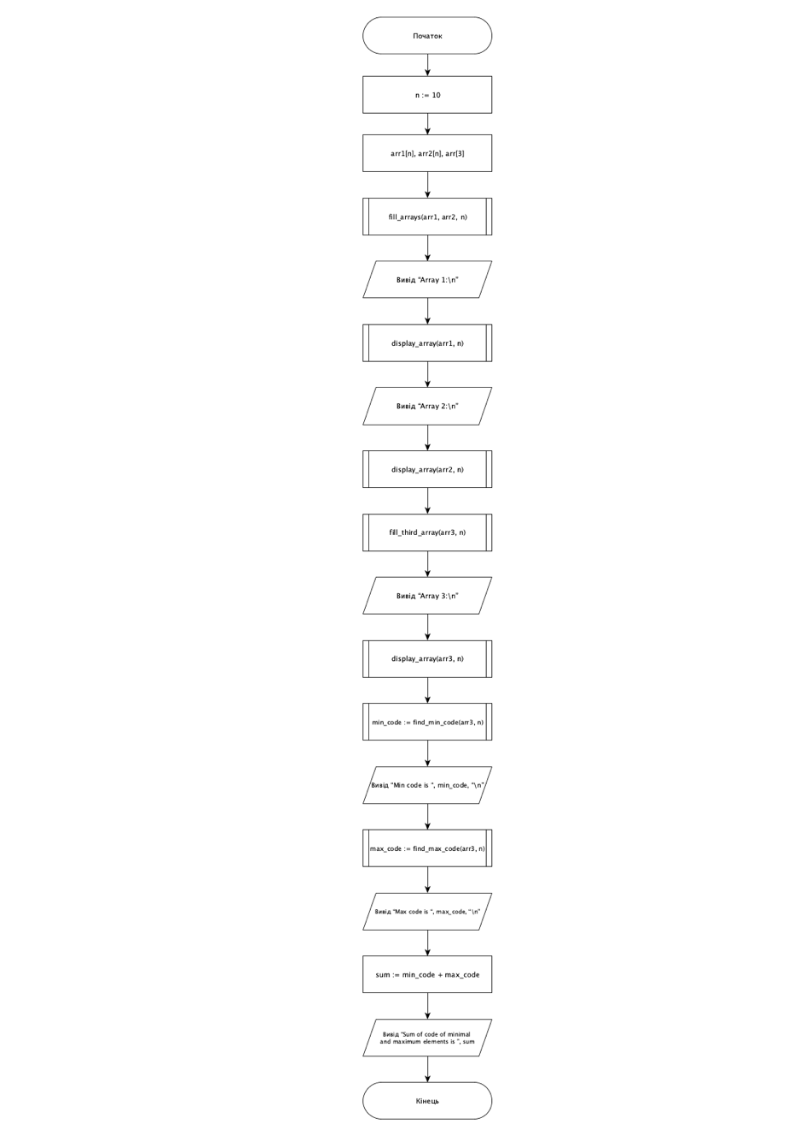 Початок
n := 10
arr1[n], arr2[n], arr[3]
fill_arrays(arr1, arr2, n)
Вивід "Array 1:\n"
display_array(arr1, n)
Вивід "Array 2:\n"
display_array(arr2, n)
fill_third_array(arr3, n)
Вивід "Array 3:\n"
display_array(arr3, n)
min_code := find_min_code(arr3, n)
Вивід "Min code is ", min_code, "\n"
max_code := find_max_code(arr3, n)
Вивід "Max code is ", max_code, "\n"
sum := min_code + max_code
Вивід "Sum of code of minimal
and maximum elements is ", sum
Кінець